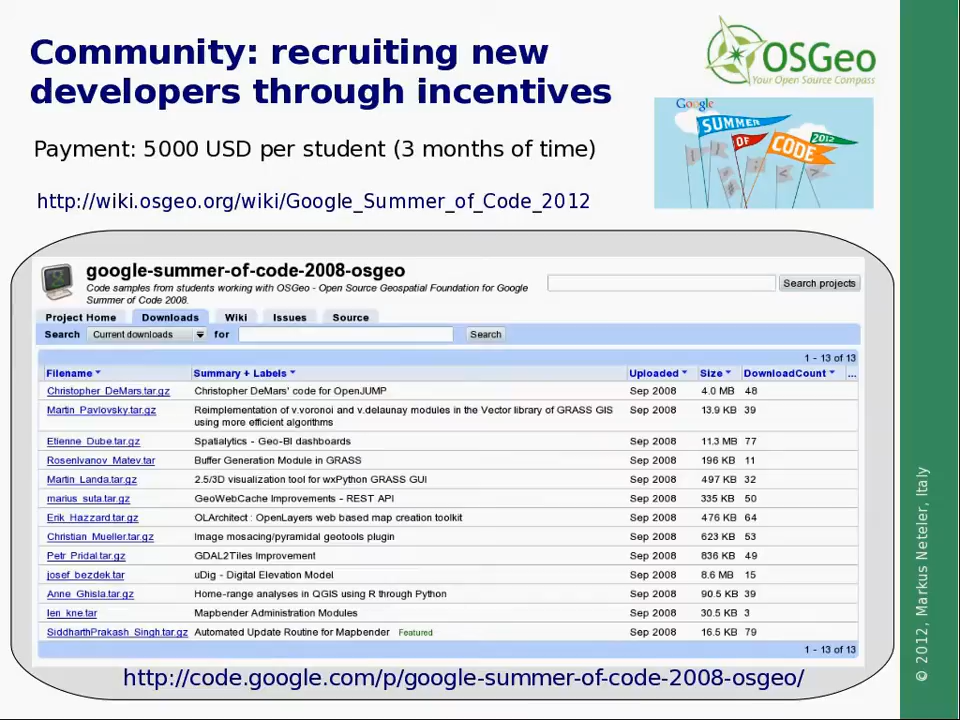 Community: recruiting new
developers through incentives
OSGeo
Your Open Source Compass
Google
SUMMER
OF
CODE
2012
Payment: 5000 USD per student (3 months of time)
http://wiki.osgeo.org/wiki/Google_Summer_of_Code_2012
google-summer-of-code-2008-osgeo
Code samples from students working with OSGeo - Open Source Geospatial Foundation for Google
Summer of Code 2008.
Search projects
Project Home Downloads Wiki Issues Source
Search Current downloads for Search
1 - 13 of 13
Filename Summary + Labels Uploaded Size DownloadCount ...
Christopher_DeMars.tar.gz Christopher DeMars' code for OpenJUMP Sep 2008 4.0 MB 48
Martin_Pavlovsky.tar.gz Reimplementation of v.voronoi and v.delaunay modules in the Vector library of GRASS GIS Sep 2008 13.9 KB 39
using more efficient algorithms
Etienne_Dube.tar.gz Spatialytics - Geo-BI dashboards Sep 2008 11.3 MB 77
RosenIvanov_Matev.tar Buffer Generation Module in GRASS Sep 2008 196 KB 11
Martin_Landa.tar.gz 2.5/3D visualization tool for wxPython GRASS GUI Sep 2008 497 KB 32
marius_suta.tar.gz GeoWebCache Improvements - REST API Sep 2008 335 KB 50
Erik_Hazzard.tar.gz OLArchitect : OpenLayers web based map creation toolkit Sep 2008 476 KB 64
Christian_Mueller.tar.gz Image mosacing/pyramidal geotools plugin Sep 2008 623 KB 53
Petr_Pridal.tar.gz GDAL2Tiles Improvement Sep 2008 836 KB 49
josef_bezdek.tar uDig - Digital Elevation Model Sep 2008 8.6 MB 15
Anne_Ghisla.tar.gz Home-range analyses in QGIS using R through Python Sep 2008 90.5 KB 39
len_kne.tar Mapbender Administration Modules Sep 2008 30.5 KB 3
SiddharthPrakash_Singh.tar.gz Automated Update Routine for Mapbender Featured Sep 2008 16.5 KB 79
1 - 13 of 13
http://code.google.com/p/google-summer-of-code-2008-osgeo/
© 2012, Markus Neteler, Italy